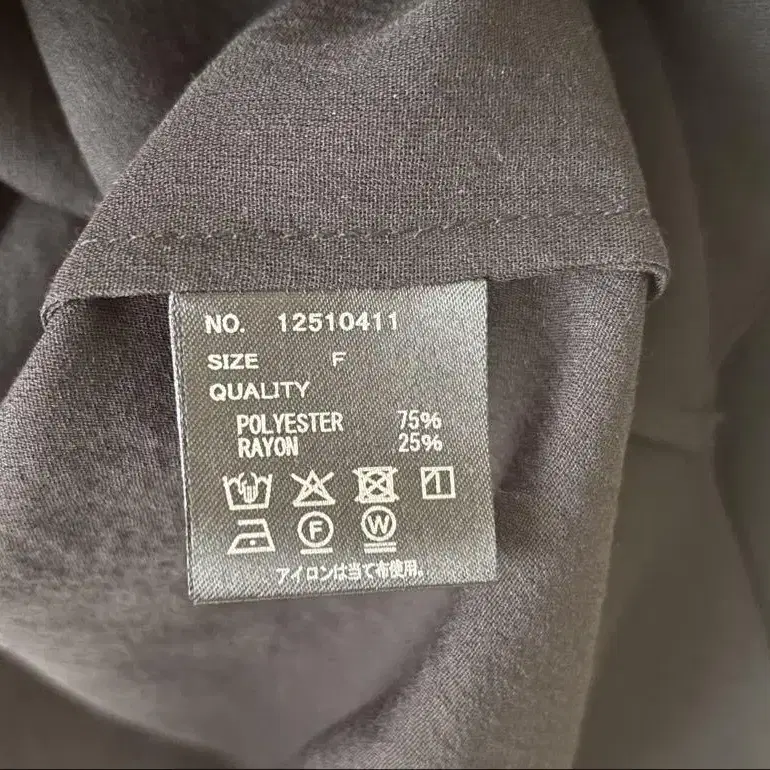 NO. 12510411
SIZE F
QUALITY
POLYESTER 75%
RAYON 25%
F W
アイロンは当て布使用。